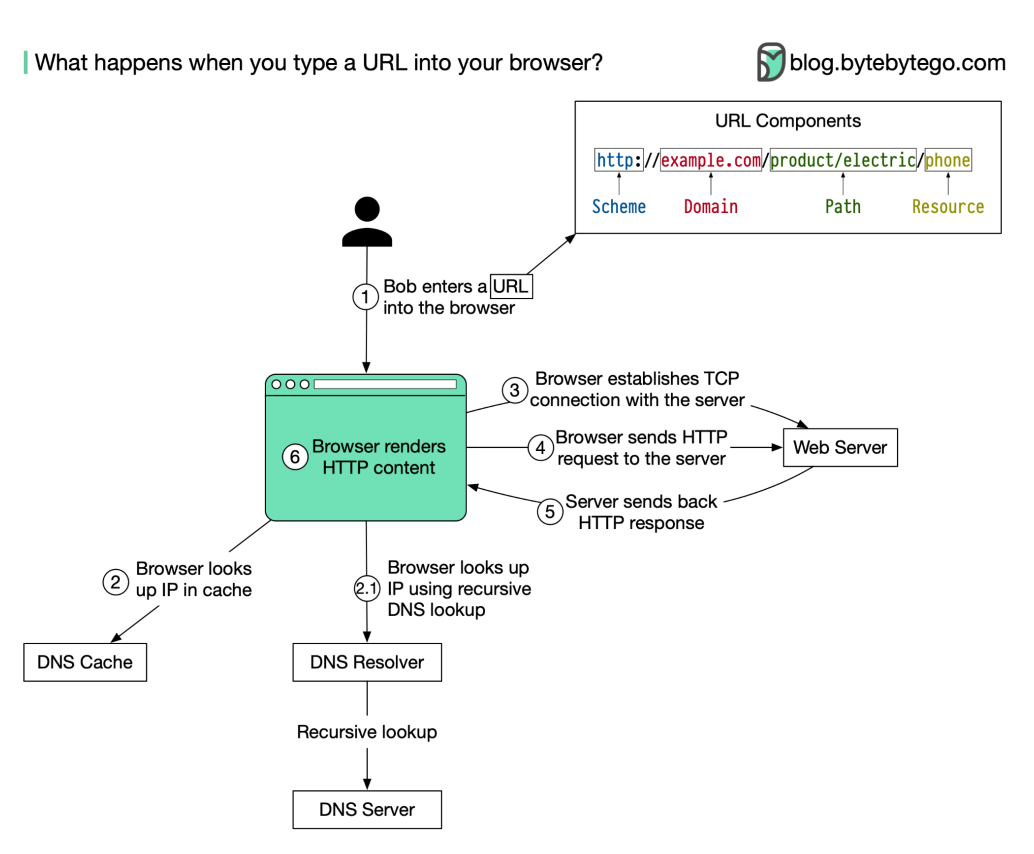 What happens when you type a URL into your browser?
blog.bytebytego.com
URL Components
http://example.com/product/electric/phone
Scheme Domain Path Resource
1 Bob enters a URL
into the browser
3 Browser establishes TCP
connection with the server
4 Browser sends HTTP
request to the server
Web Server
5 Server sends back
HTTP response
6 Browser renders
HTTP content
2 Browser looks
up IP in cache
2.1 Browser looks up
IP using recursive
DNS lookup
DNS Cache
DNS Resolver
Recursive lookup
DNS Server